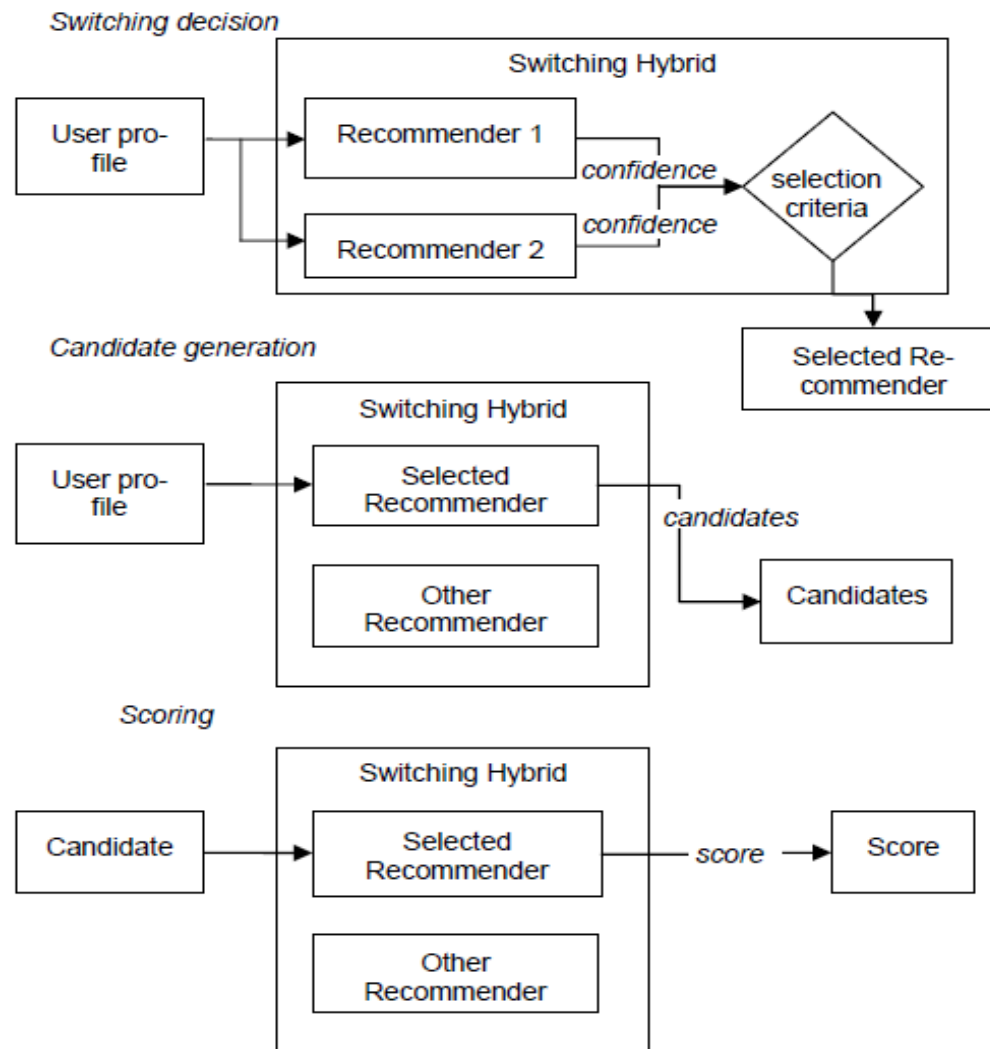 Switching decision
Switching Hybrid
User pro-
file
Recommender 1
confidence
selection
criteria
confidence
Recommender 2
Selected Re-
commender
Candidate generation
Switching Hybrid
User pro-
file
Selected
Recommender
candidates
Other
Recommender
Candidates
Scoring
Switching Hybrid
Candidate
Selected
Recommender
score
Score
Other
Recommender